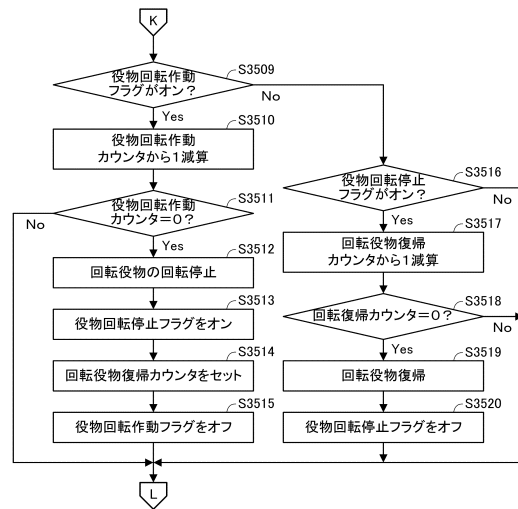 K
役物回転作動
フラグがオン?
S3509
No
Yes
S3510
役物回転作動
カウンタから1減算
役物回転作動
カウンタ=0?
S3511
No
Yes
S3512
回転役物の回転停止
S3513
役物回転停止フラグをオン
S3514
回転役物復帰カウンタをセット
S3515
役物回転作動フラグをオフ
役物回転停止
フラグがオン?
S3516
No
Yes
S3517
回転役物復帰
カウンタから1減算
回転復帰カウンタ=0?
S3518
No
Yes
S3519
回転役物復帰
S3520
役物回転停止フラグをオフ
L